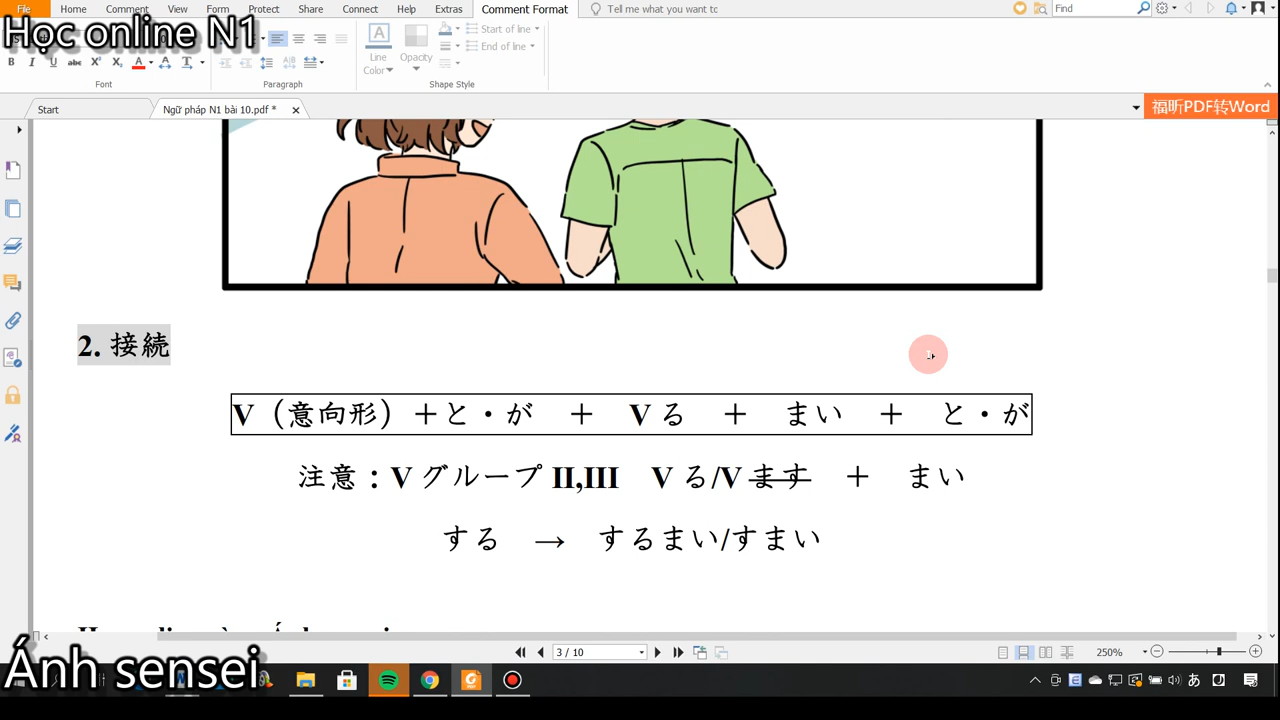 File Home Comment View Form Protect Share Connect Help Extras Comment Format Tell me what you want to Find
Học online N1
Start of line
End of line
Line Color
Opacity
Font Paragraph Shape Style
Start Ngữ pháp N1 bài 10.pdf * 福昕PDF转Word
2. 接続
V（意向形）＋と・が ＋ Vる ＋ まい ＋ と・が
注意：V グループ II,III Vる/Vます ＋ まい
する → するまい/すまい
3 / 10
250%
Ánh sensei